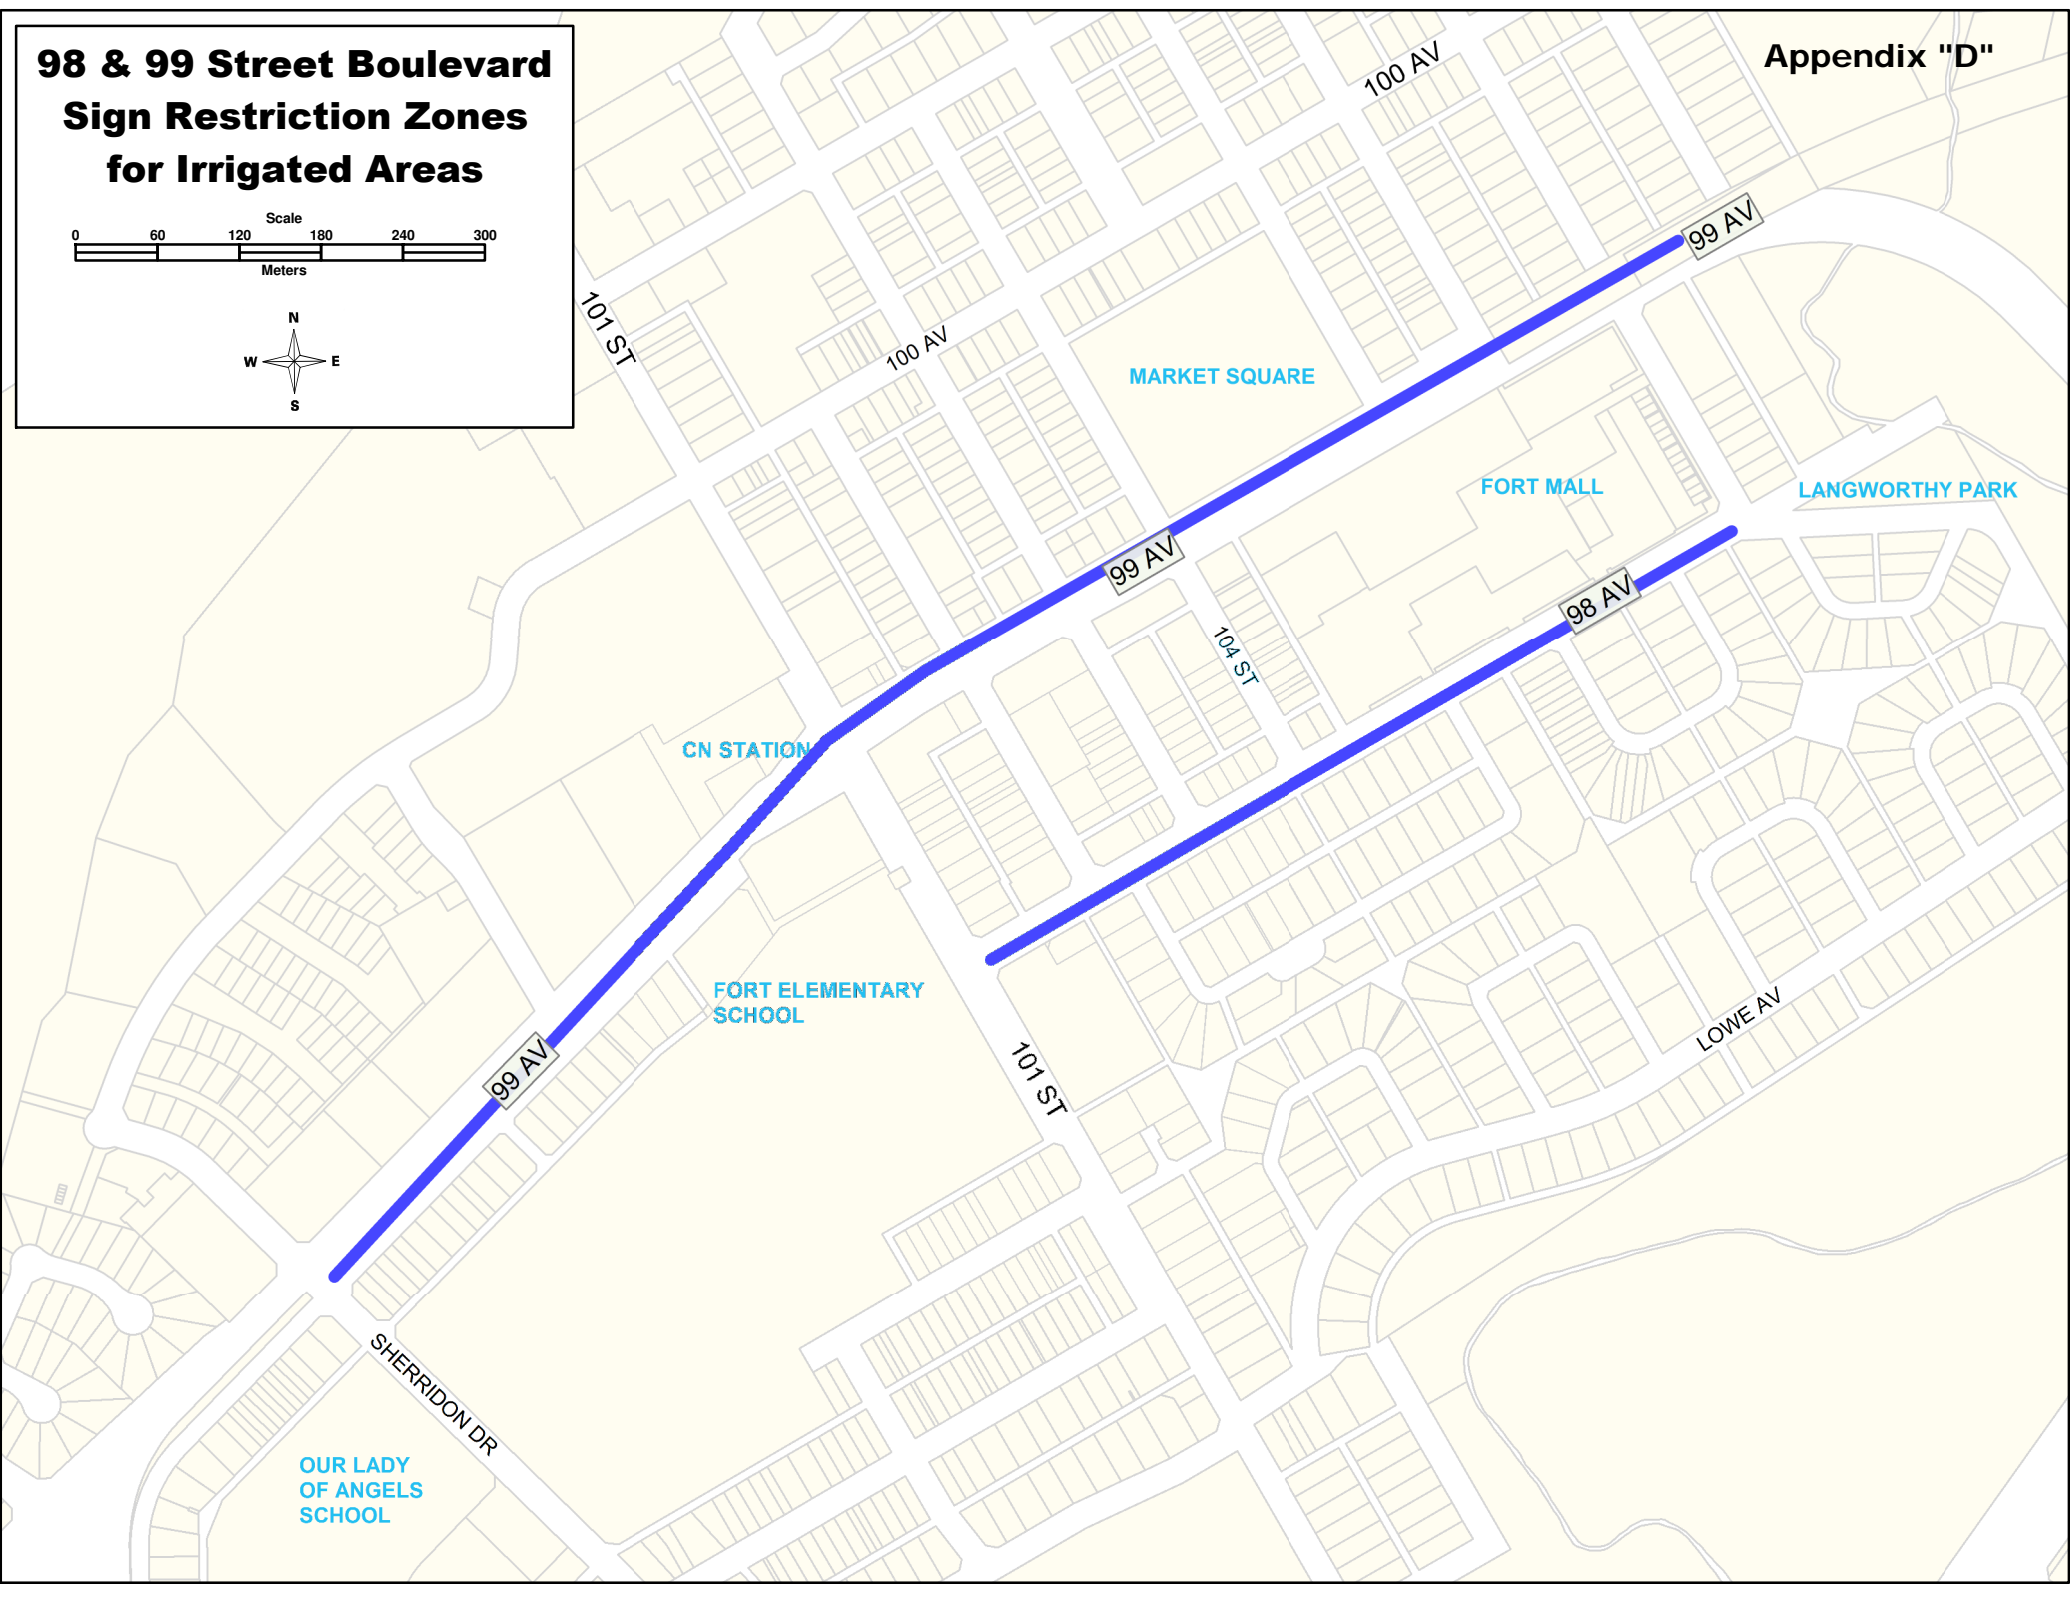 98 & 99 Street Boulevard
Sign Restriction Zones
for Irrigated Areas
Scale
0 60 120 180 240 300
Meters
N
W E
S
Appendix "D"
100 AV
99 AV
101 ST
100 AV
MARKET SQUARE
FORT MALL
LANGWORTHY PARK
99 AV
98 AV
104 ST
CN STATION
FORT ELEMENTARY
SCHOOL
LOWE AV
99 AV
101 ST
SHERRIDON DR
OUR LADY
OF ANGELS
SCHOOL